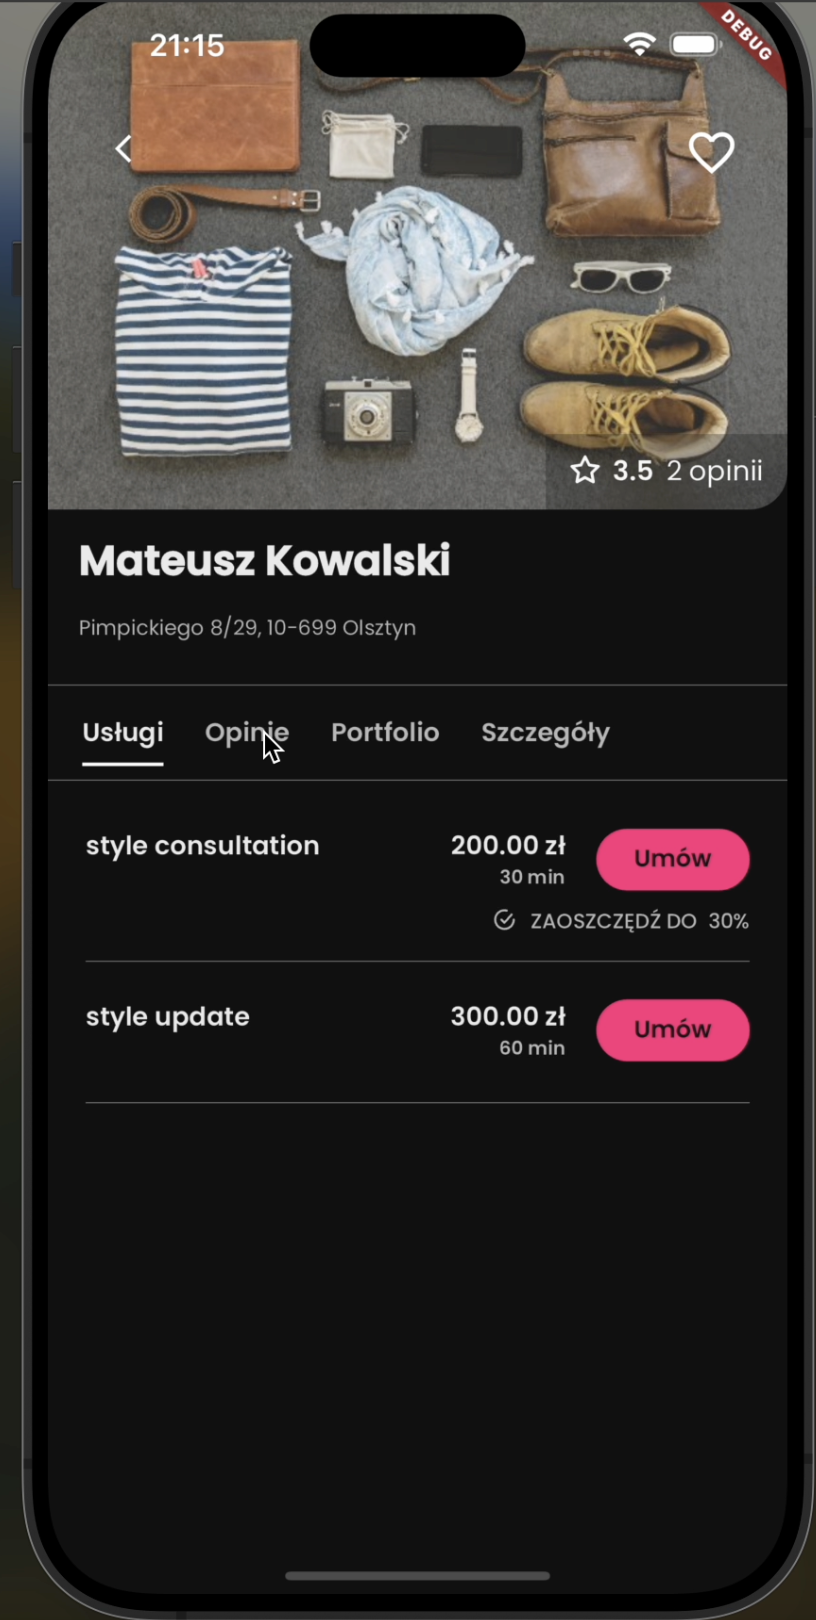 21:15
DEBUG
3.5 2 opinii
Mateusz Kowalski
Pimpickiego 8/29, 10-699 Olsztyn
Usługi Opinie Portfolio Szczegóły
style consultation 200.00 zł Umów
30 min
ZAOSZCZĘDŹ DO 30%
style update 300.00 zł Umów
60 min